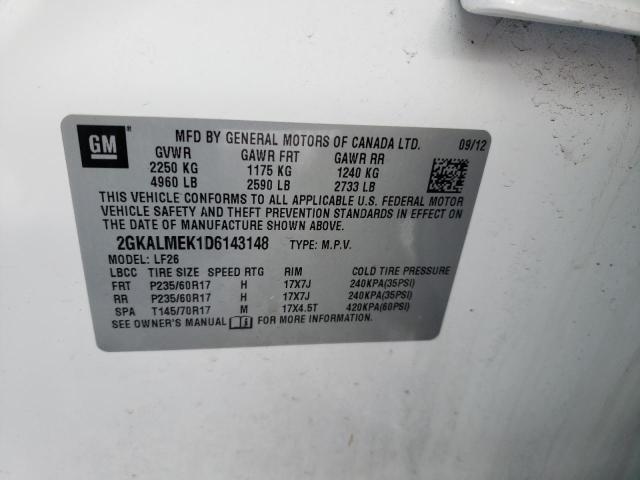 GM ® MFD BY GENERAL MOTORS OF CANADA LTD. 09/12
GVWR GAWR FRT GAWR RR
2250 KG 1175 KG 1240 KG
4960 LB 2590 LB 2733 LB
THIS VEHICLE CONFORMS TO ALL APPLICABLE U.S. FEDERAL MOTOR
VEHICLE SAFETY AND THEFT PREVENTION STANDARDS IN EFFECT ON
THE DATE OF MANUFACTURE SHOWN ABOVE.
2GKALMEK1D6143148 TYPE: M.P.V.
MODEL: LF26
LBCC TIRE SIZE SPEED RTG RIM COLD TIRE PRESSURE
FRT P235/60R17 H 17X7J 240KPA(35PSI)
RR P235/60R17 H 17X7J 240KPA(35PSI)
SPA T145/70R17 M 17X4.5T 420KPA(60PSI)
SEE OWNER'S MANUAL FOR MORE INFORMATION.